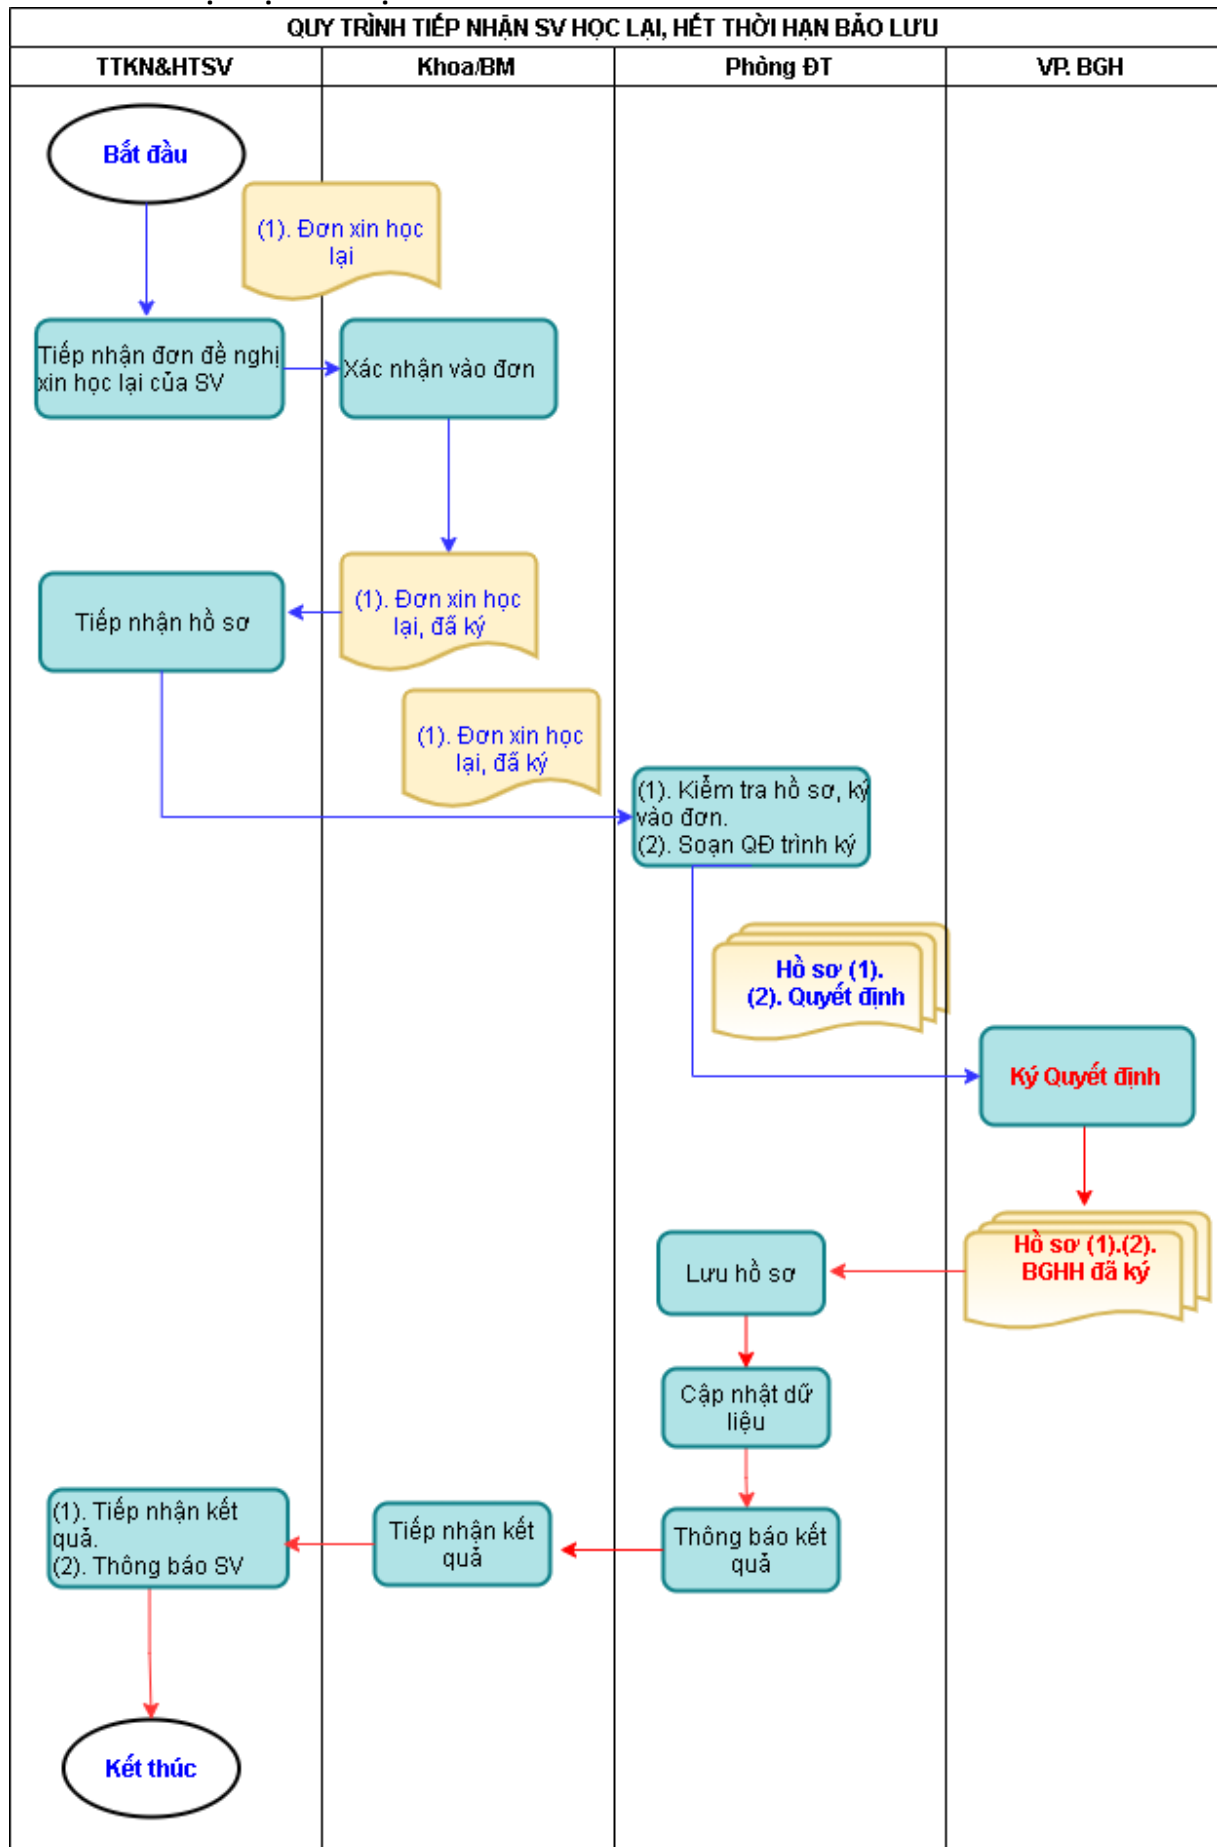 QUY TRÌNH TIẾP NHẬN SV HỌC LẠI, HẾT THỜI HẠN BẢO LƯU
TTKN&HTSV
Khoa/BM
Phòng ĐT
VP. BGH
Bắt đầu
(1). Đơn xin học
lại
Tiếp nhận đơn đề nghị
xin học lại của SV
Xác nhận vào đơn
Tiếp nhận hồ sơ
(1). Đơn xin học
lại, đã ký
(1). Đơn xin học
lại, đã ký
(1). Kiểm tra hồ sơ, ký
vào đơn.
(2). Soạn QĐ trình ký
Hồ sơ (1).
(2). Quyết định
Ký Quyết định
Hồ sơ (1).(2).
BGHH đã ký
Lưu hồ sơ
Cập nhật dữ
liệu
Thông báo kết
quả
Tiếp nhận kết
quả
(1). Tiếp nhận kết
quả.
(2). Thông báo SV
Kết thúc